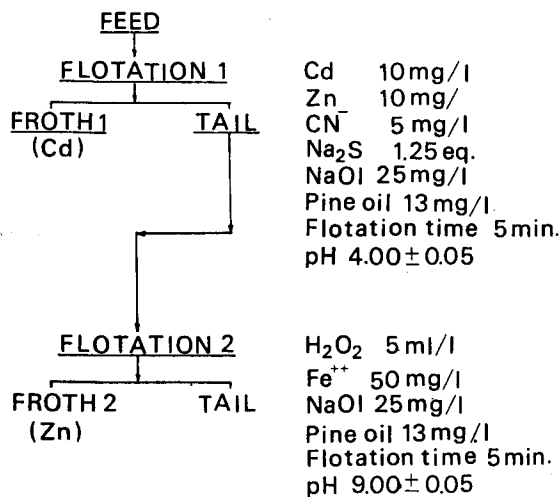 FEED
FLOTATION 1
FROTH 1 TAIL
(Cd)
Cd 10 mg/l
Zn 10 mg/
CN⁻ 5 mg/l
Na₂S 1.25 eq.
NaOl 25 mg/l
Pine oil 13 mg/l
Flotation time 5 min.
pH 4.00 ± 0.05
FLOTATION 2
FROTH 2 TAIL
(Zn)
H₂O₂ 5 ml/l
Fe⁺⁺ 50 mg/l
NaOl 25 mg/l
Pine oil 13 mg/l
Flotation time 5 min.
pH 9.00 ± 0.05